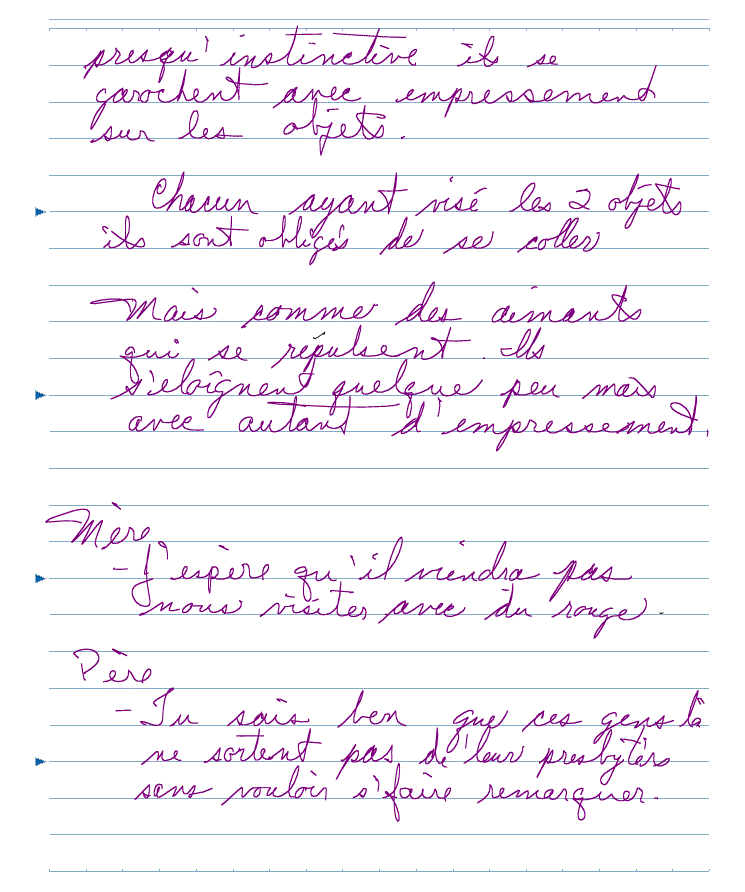 presqu'instinctive ils se
garochent avec empressement
sur les objets.
Chacun ayant visé les 2 objets
ils sont obligés de se coller
Mais comme des aimants
qui se répulsent. Ils
s'eloignent quelque peu mais
avec autant d'empressement.
Mère
- J'espère qu'il viendra pas
nous visiter avec du rouge.
Père
- Tu sais ben que ces gens là
ne sortent pas de leur presbytère
sans vouloir s'faire remarquer.